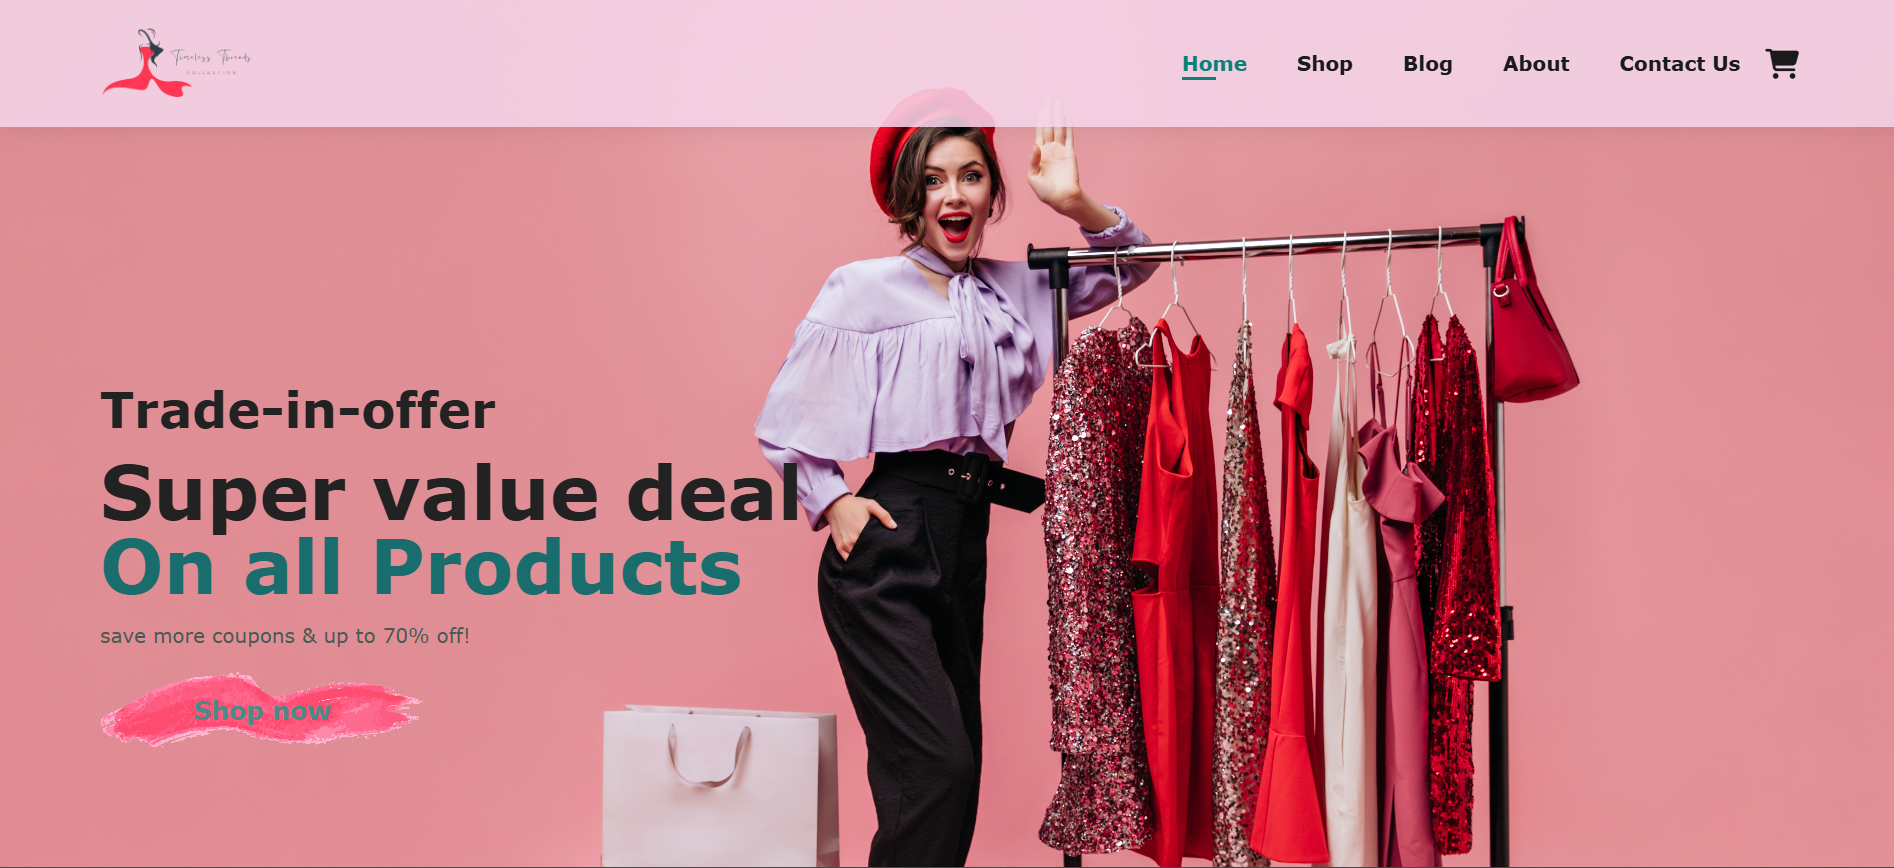 Timeless Threads
COLLECTION
Home Shop Blog About Contact Us
Trade-in-offer
Super value deal
On all Products
save more coupons & up to 70% off!
Shop now